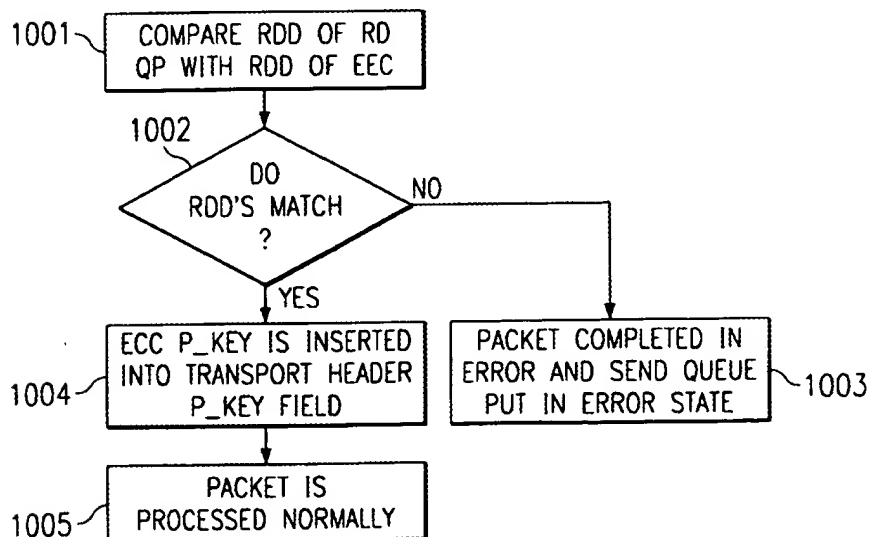 1001
COMPARE RDD OF RD
QP WITH RDD OF EEC
1002
DO
RDD'S MATCH
?
NO
YES
ECC P_KEY IS INSERTED
INTO TRANSPORT HEADER
P_KEY FIELD
1004
PACKET COMPLETED IN
ERROR AND SEND QUEUE
PUT IN ERROR STATE
1003
PACKET IS
PROCESSED NORMALLY
1005